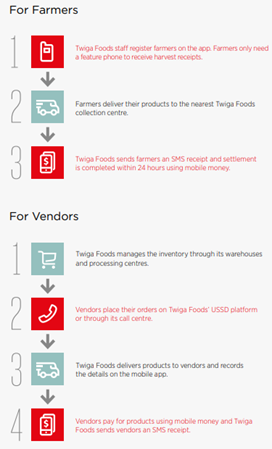 For Farmers
1
Twiga Foods staff register farmers on the app. Farmers only need
a feature phone to receive harvest receipts.
2
Farmers deliver their products to the nearest Twiga Foods
collection centre.
3
$
Twiga Foods sends farmers an SMS receipt and settlement
is completed within 24 hours using mobile money.
For Vendors
1
Twiga Foods manages the inventory through its warehouses
and processing centres.
2
Vendors place their orders on Twiga Foods' USSD platform
or through its call centre.
3
Twiga Foods delivers products to vendors and records
the details on the mobile app.
4
$
Vendors pay for products using mobile money and Twiga
Foods sends vendors an SMS receipt.